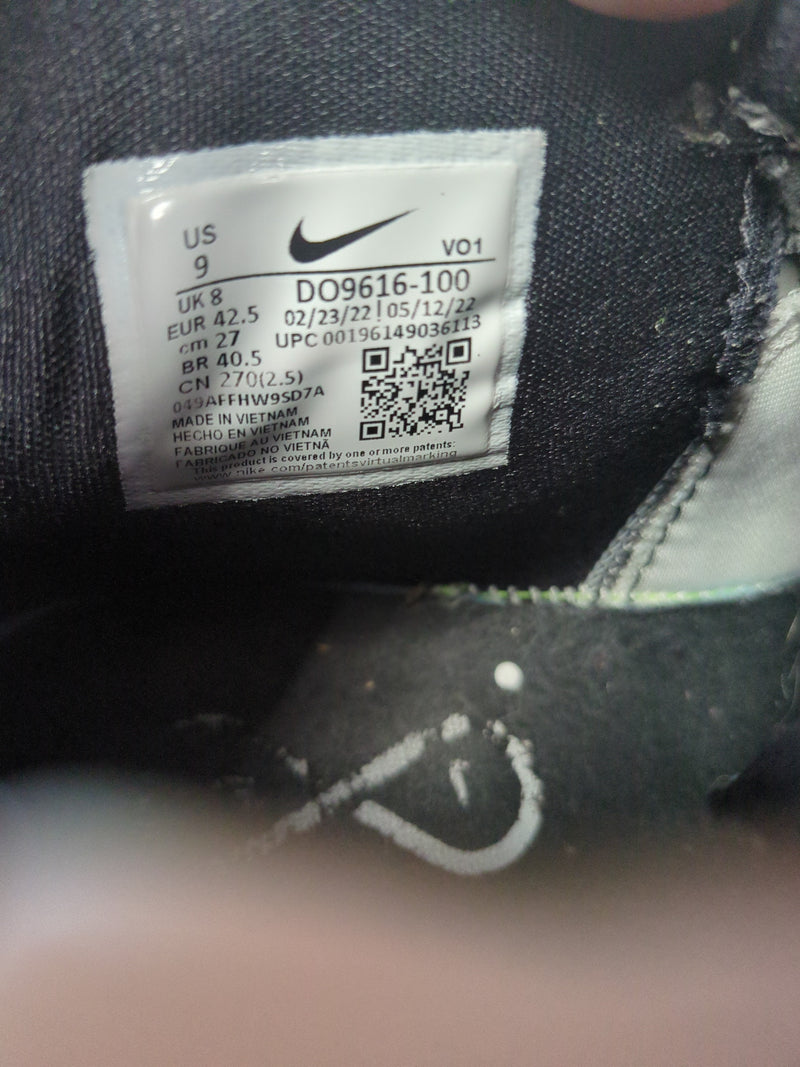 US
9
VO1
UK 8
DO9616-100
EUR 42.5
02/23/22 | 05/12/22
cm 27
UPC 00196149036113
BR 40.5
CN 270(2.5)
049AFFHW9SD7A
MADE IN VIETNAM
HECHO EN VIETNAM
FABRIQUE AU VIETNAM
FABRICADO NO VIETNÃ
This product is covered by one or more patents:
www.nike.com/patentsvirtualmarking